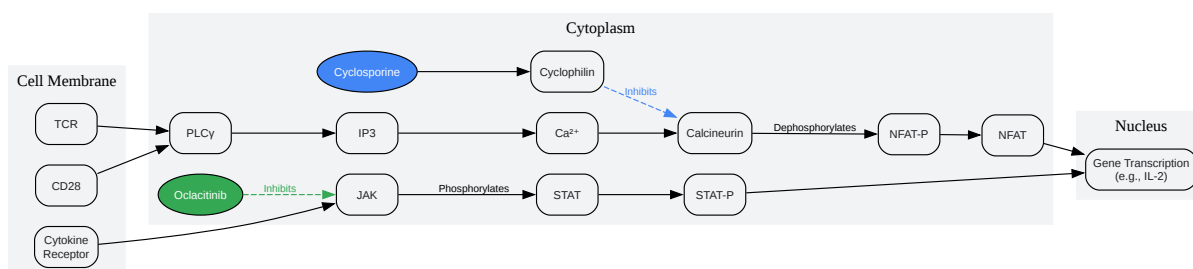 Cytoplasm
Cell Membrane
Cyclosporine
Cyclophilin
Inhibits
TCR
PLCγ
IP3
Ca²⁺
Calcineurin
Dephosphorylates
NFAT-P
NFAT
Nucleus
Gene Transcription
(e.g., IL-2)
CD28
Oclacitinib
Inhibits
JAK
Phosphorylates
STAT
STAT-P
Cytokine
Receptor